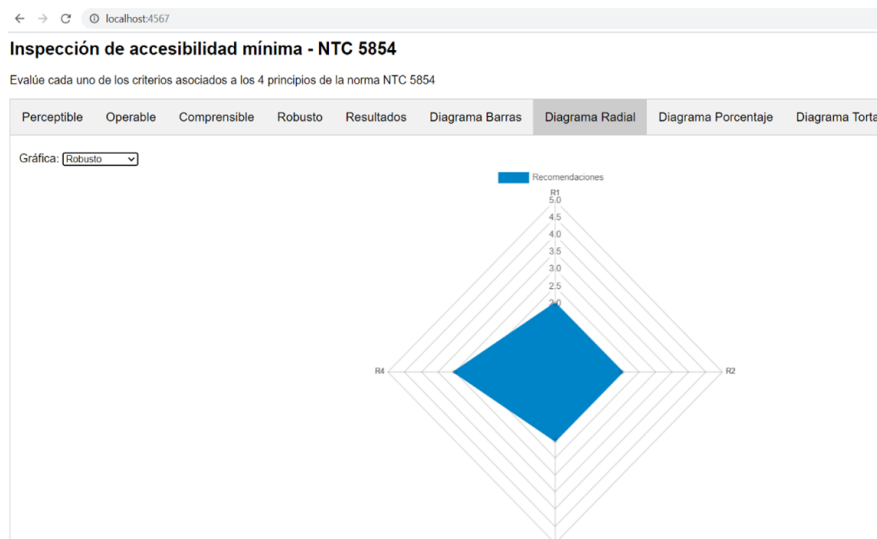 localhost:4567
Inspección de accesibilidad mínima - NTC 5854
Evalúe cada uno de los criterios asociados a los 4 principios de la norma NTC 5854
Perceptible Operable Comprensible Robusto Resultados Diagrama Barras Diagrama Radial Diagrama Porcentaje Diagrama Torta
Gráfica: Robusto
Recomendaciones
R1
5.0
4.5
4.0
3.5
3.0
2.5
2.0
R4 R2